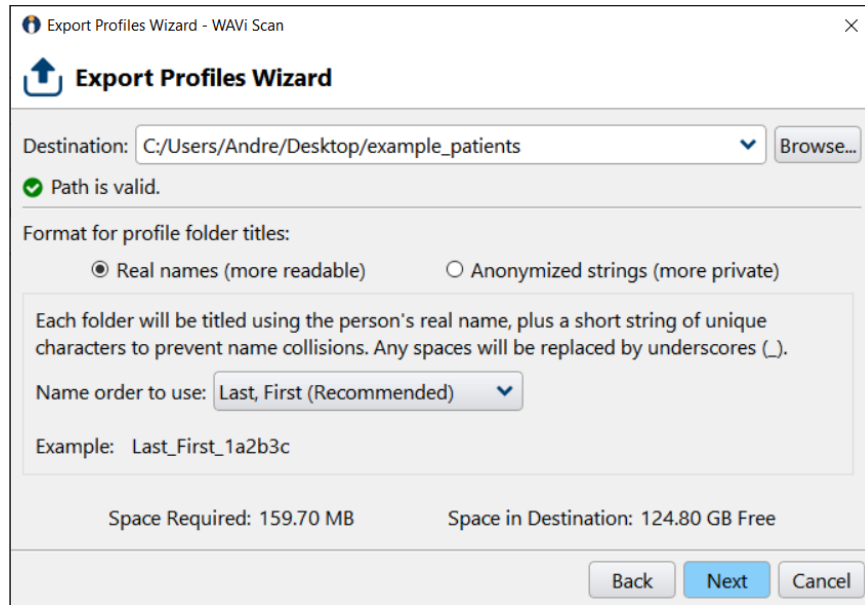 Export Profiles Wizard - WAVi Scan
Export Profiles Wizard
Destination: C:/Users/Andre/Desktop/example_patients Browse...
Path is valid.
Format for profile folder titles:
Real names (more readable) Anonymized strings (more private)
Each folder will be titled using the person's real name, plus a short string of unique
characters to prevent name collisions. Any spaces will be replaced by underscores (_).
Name order to use: Last, First (Recommended)
Example: Last_First_1a2b3c
Space Required: 159.70 MB Space in Destination: 124.80 GB Free
Back Next Cancel